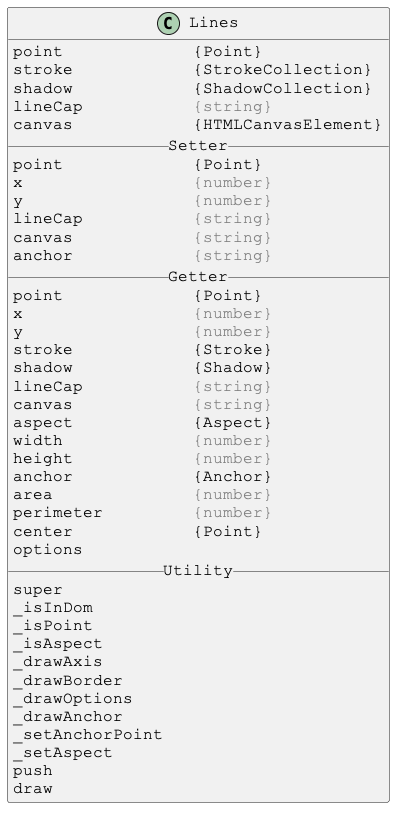 C Lines
point {Point}
stroke {StrokeCollection}
shadow {ShadowCollection}
lineCap {string}
canvas {HTMLCanvasElement}
Setter
point {Point}
x {number}
y {number}
lineCap {string}
canvas {string}
anchor {string}
Getter
point {Point}
x {number}
y {number}
stroke {Stroke}
shadow {Shadow}
lineCap {string}
canvas {string}
aspect {Aspect}
width {number}
height {number}
anchor {Anchor}
area {number}
perimeter {number}
center {Point}
options
Utility
super
_isInDom
_isPoint
_isAspect
_drawAxis
_drawBorder
_drawOptions
_drawAnchor
_setAnchorPoint
_setAspect
push
draw